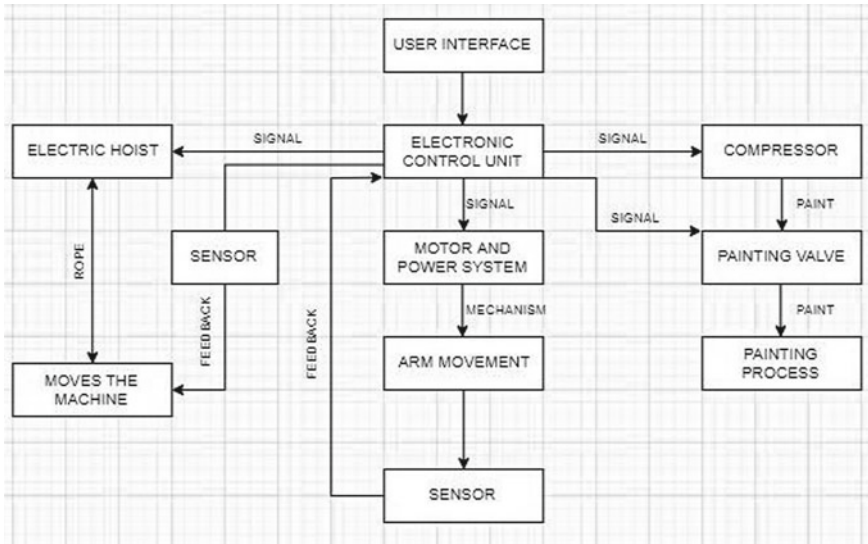 USER INTERFACE
ELECTRIC HOIST
SIGNAL
ELECTRONIC
CONTROL UNIT
SIGNAL
COMPRESSOR
SIGNAL
SIGNAL
PAINT
ROPE
SENSOR
MOTOR AND
POWER SYSTEM
PAINTING VALVE
FEEDBACK
FEEDBACK
MECHANISM
PAINT
MOVES THE
MACHINE
ARM MOVEMENT
PAINTING
PROCESS
SENSOR